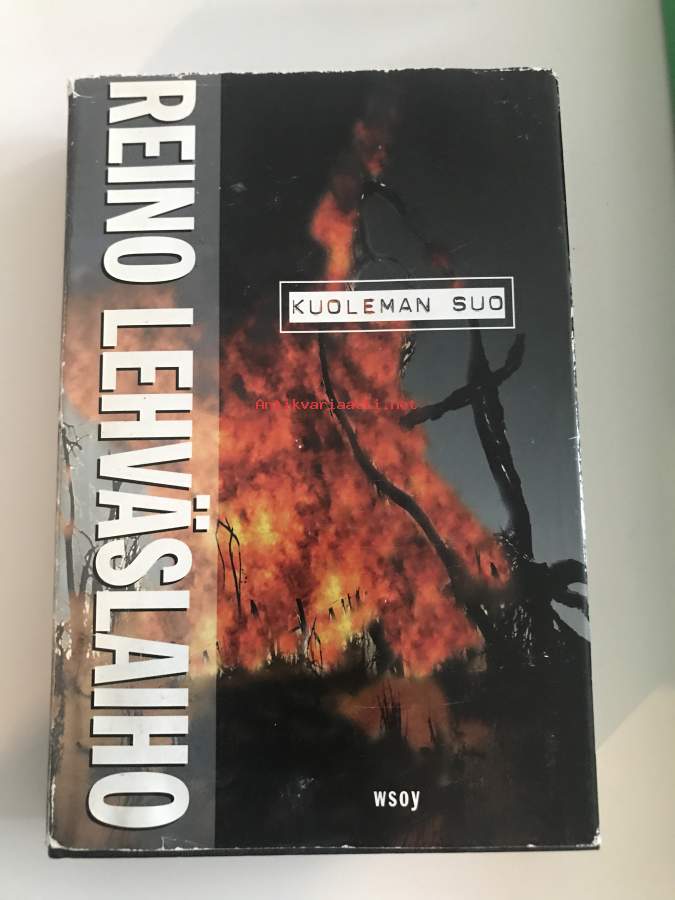 REINO LEHVÄSLAIHO
KUOLEMAN SUO
Antikvariaatti.net
wsoy